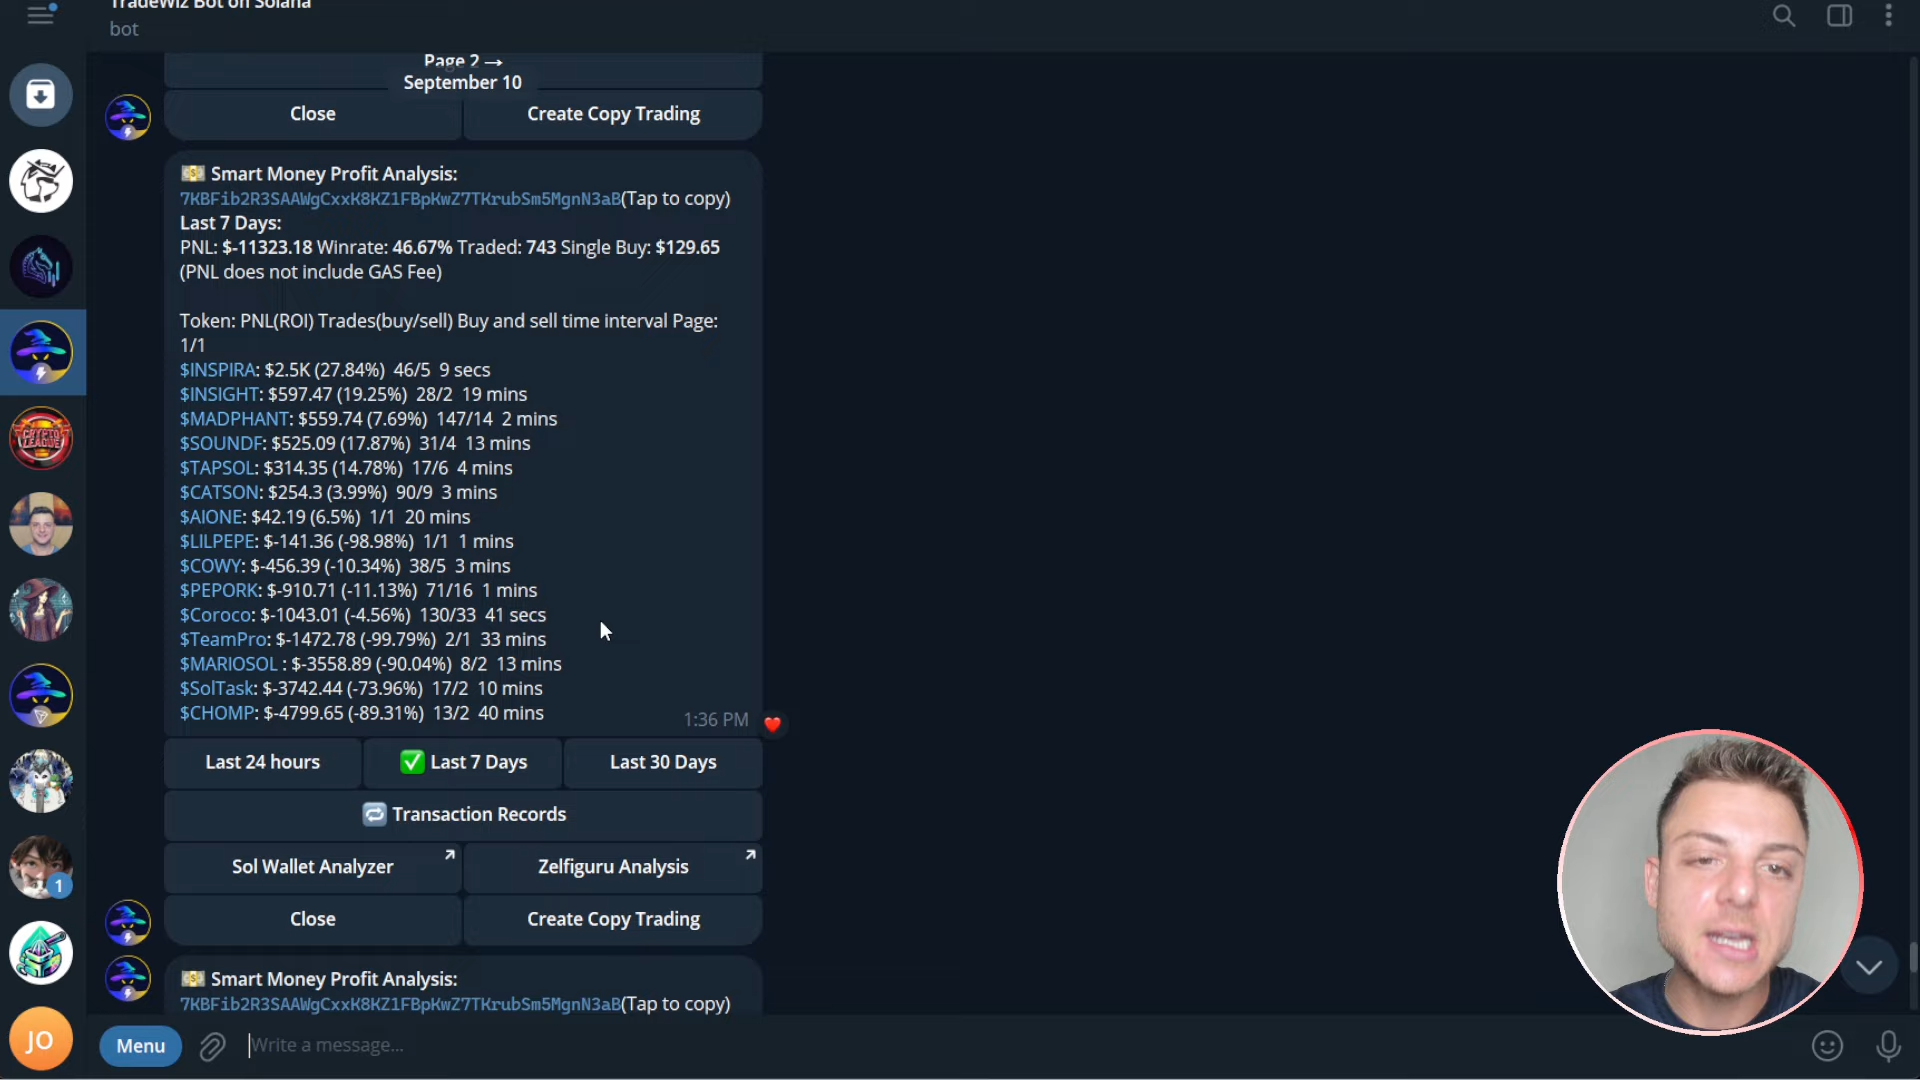 TradeWiz Bot on Solana
bot
Page 2 →
September 10
Close
Create Copy Trading
Smart Money Profit Analysis:
7KBFib2R3SAAWgCxxK8KZ1FBpKwZ7TKrubSm5MgnN3aB(Tap to copy)
Last 7 Days:
PNL: $-11323.18 Winrate: 46.67% Traded: 743 Single Buy: $129.65
(PNL does not include GAS Fee)
Token: PNL(ROI) Trades(buy/sell) Buy and sell time interval Page:
1/1
$INSPIRA: $2.5K (27.84%) 46/5 9 secs
$INSIGHT: $597.47 (19.25%) 28/2 19 mins
$MADPHANT: $559.74 (7.69%) 147/14 2 mins
$SOUNDF: $525.09 (17.87%) 31/4 13 mins
$TAPSOL: $314.35 (14.78%) 17/6 4 mins
$CATSON: $254.3 (3.99%) 90/9 3 mins
$AIONE: $42.19 (6.5%) 1/1 20 mins
$LILPEPE: $-141.36 (-98.98%) 1/1 1 mins
$COWY: $-456.39 (-10.34%) 38/5 3 mins
$PEPORK: $-910.71 (-11.13%) 71/16 1 mins
$Coroco: $-1043.01 (-4.56%) 130/33 41 secs
$TeamPro: $-1472.78 (-99.79%) 2/1 33 mins
$MARIOSOL : $-3558.89 (-90.04%) 8/2 13 mins
$SolTask: $-3742.44 (-73.96%) 17/2 10 mins
$CHOMP: $-4799.65 (-89.31%) 13/2 40 mins
1:36 PM
Last 24 hours
Last 7 Days
Last 30 Days
Transaction Records
Sol Wallet Analyzer
Zelfiguru Analysis
Close
Create Copy Trading
Smart Money Profit Analysis:
7KBFib2R3SAAWgCxxK8KZ1FBpKwZ7TKrubSm5MgnN3aB(Tap to copy)
Menu
Write a message...
CRYPTO
LEAGUE
1
JO